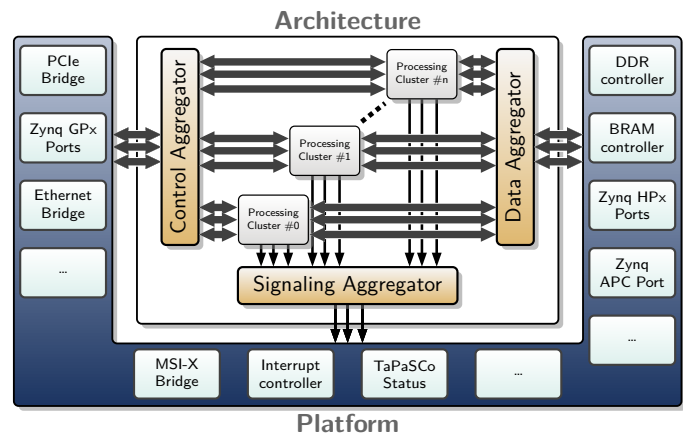 Architecture
PCIe
Bridge
Zynq GPx
Ports
Ethernet
Bridge
...
Control Aggregator
Processing
Cluster #n
Processing
Cluster #1
Processing
Cluster #0
Data Aggregator
Signaling Aggregator
DDR
controller
BRAM
controller
Zynq HPx
Ports
Zynq
APC Port
...
MSI-X
Bridge
Interrupt
controller
TaPaSCo
Status
...
Platform